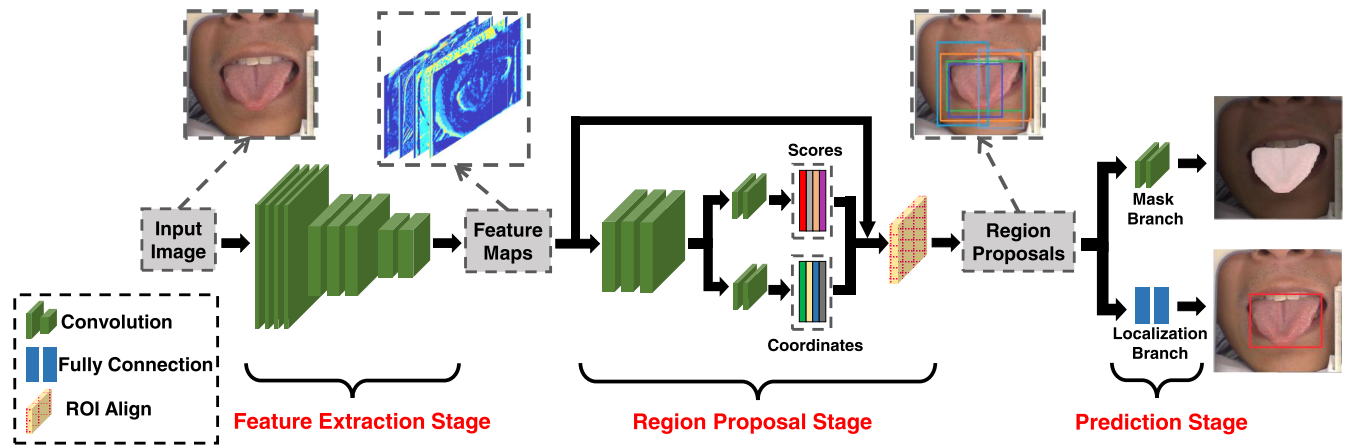 Input
Image
Feature
Maps
Scores
Coordinates
Region
Proposals
Mask
Branch
Localization
Branch
Convolution
Fully Connection
ROI Align
Feature Extraction Stage
Region Proposal Stage
Prediction Stage